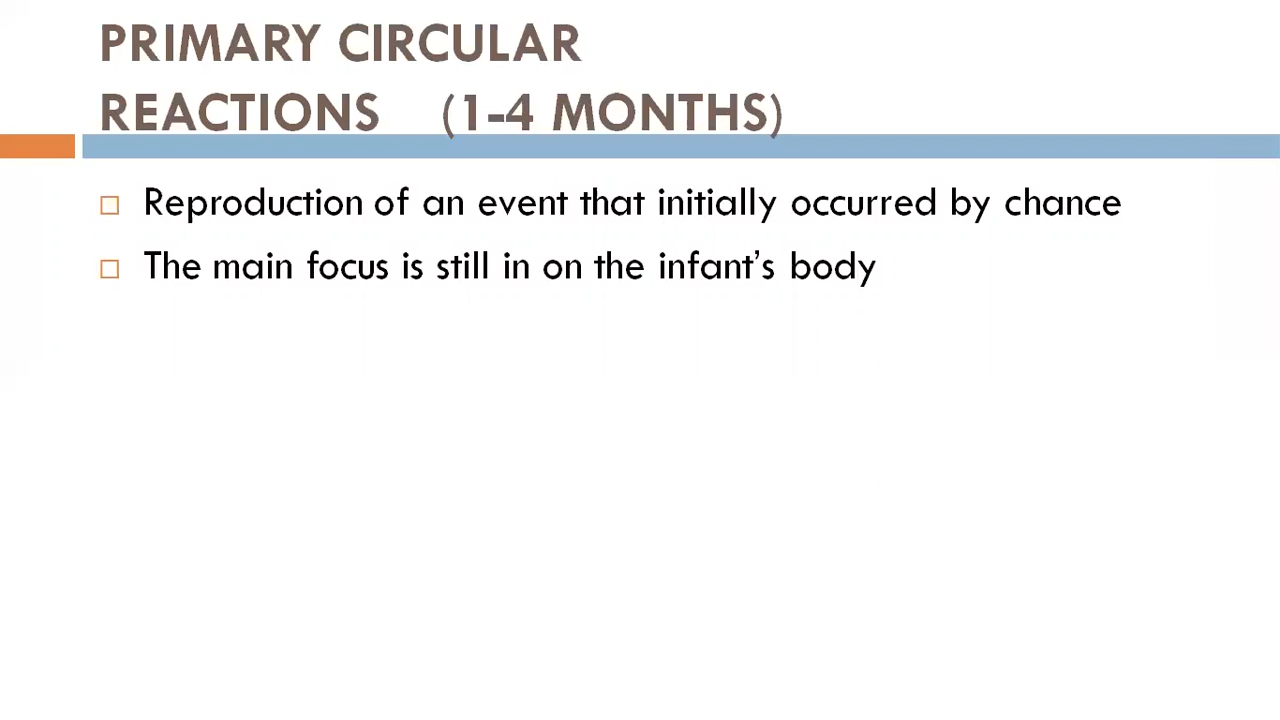 PRIMARY CIRCULAR
REACTIONS (1-4 MONTHS)
Reproduction of an event that initially occurred by chance
The main focus is still in on the infant’s body